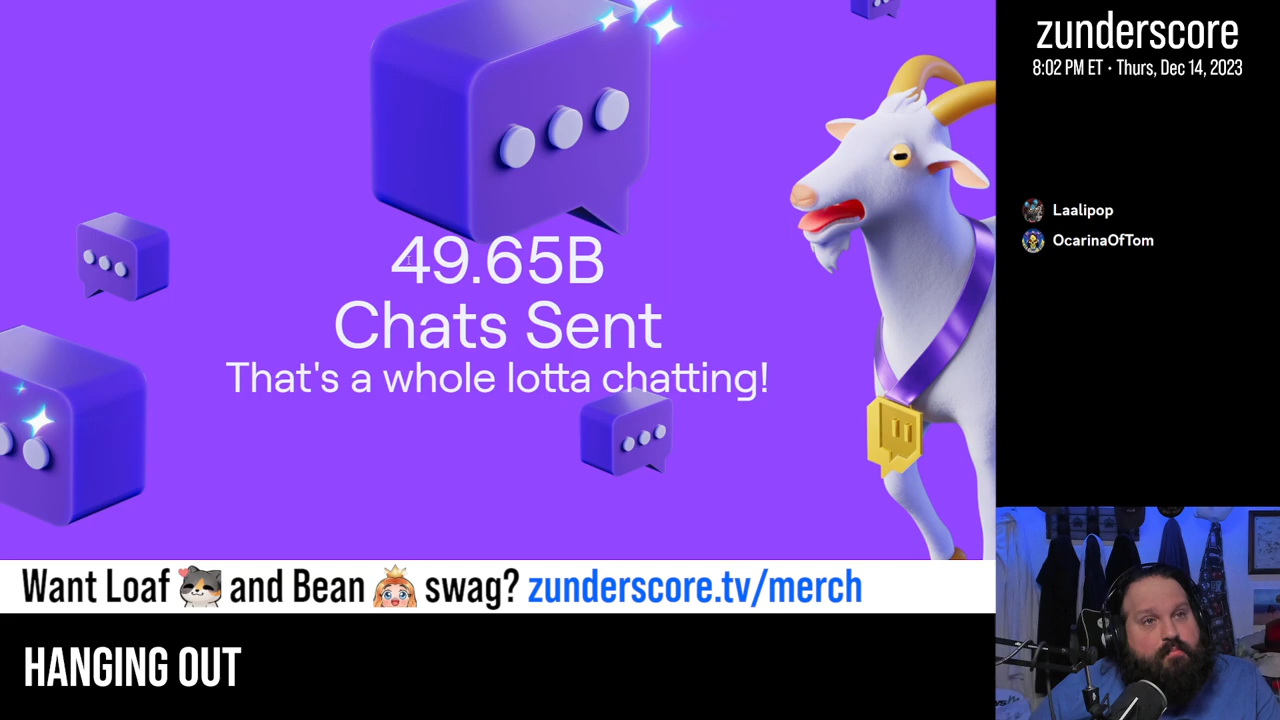 49.65B
Chats Sent
That's a whole lotta chatting!
zunderscore
8:02 PM ET · Thurs, Dec 14, 2023
Laalipop
OcarinaOfTom
Want Loaf and Bean swag? zunderscore.tv/merch
HANGING OUT